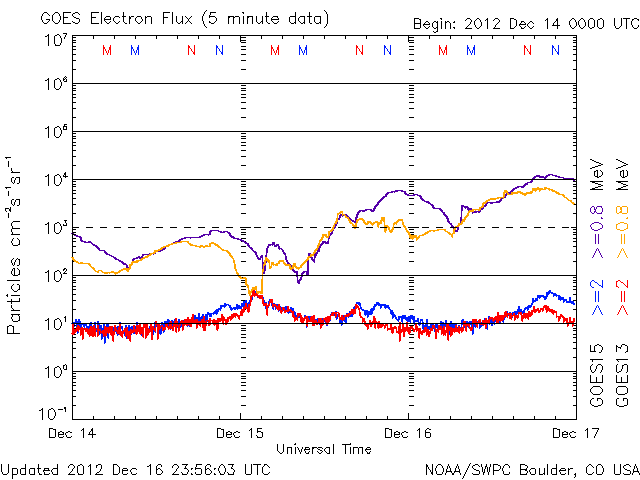 GOES Electron Flux (5 minute data)
Begin: 2012 Dec 14 0000 UTC
M M N N M M N N M M N N
10⁷
10⁶
10⁵
10⁴
10³
10²
10¹
10⁰
10⁻¹
Particles cm⁻²s⁻¹sr⁻¹
Dec 14 Dec 15 Dec 16 Dec 17
Universal Time
GOES15 >=2 >=0.8 MeV
GOES13 >=2 >=0.8 MeV
Updated 2012 Dec 16 23:56:03 UTC
NOAA/SWPC Boulder, CO USA